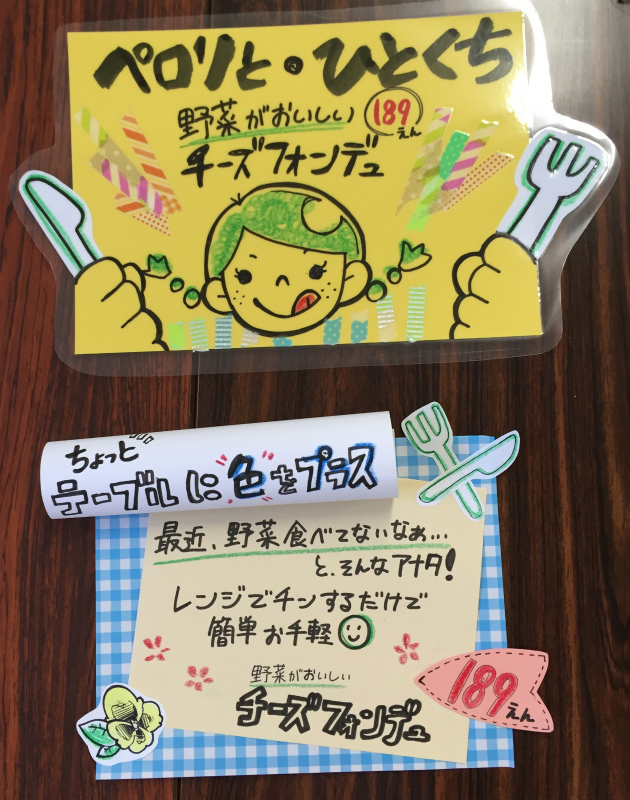 ペロリと・ひとくち
野菜がおいしい
189えん
チーズフォンデュ
ちょっと
テーブルに色をプラス
最近、野菜食べてないなぁ…
と、そんなアナタ!
レンジでチンするだけで
簡単お手軽
野菜がおいしい
チーズフォンデュ
189えん